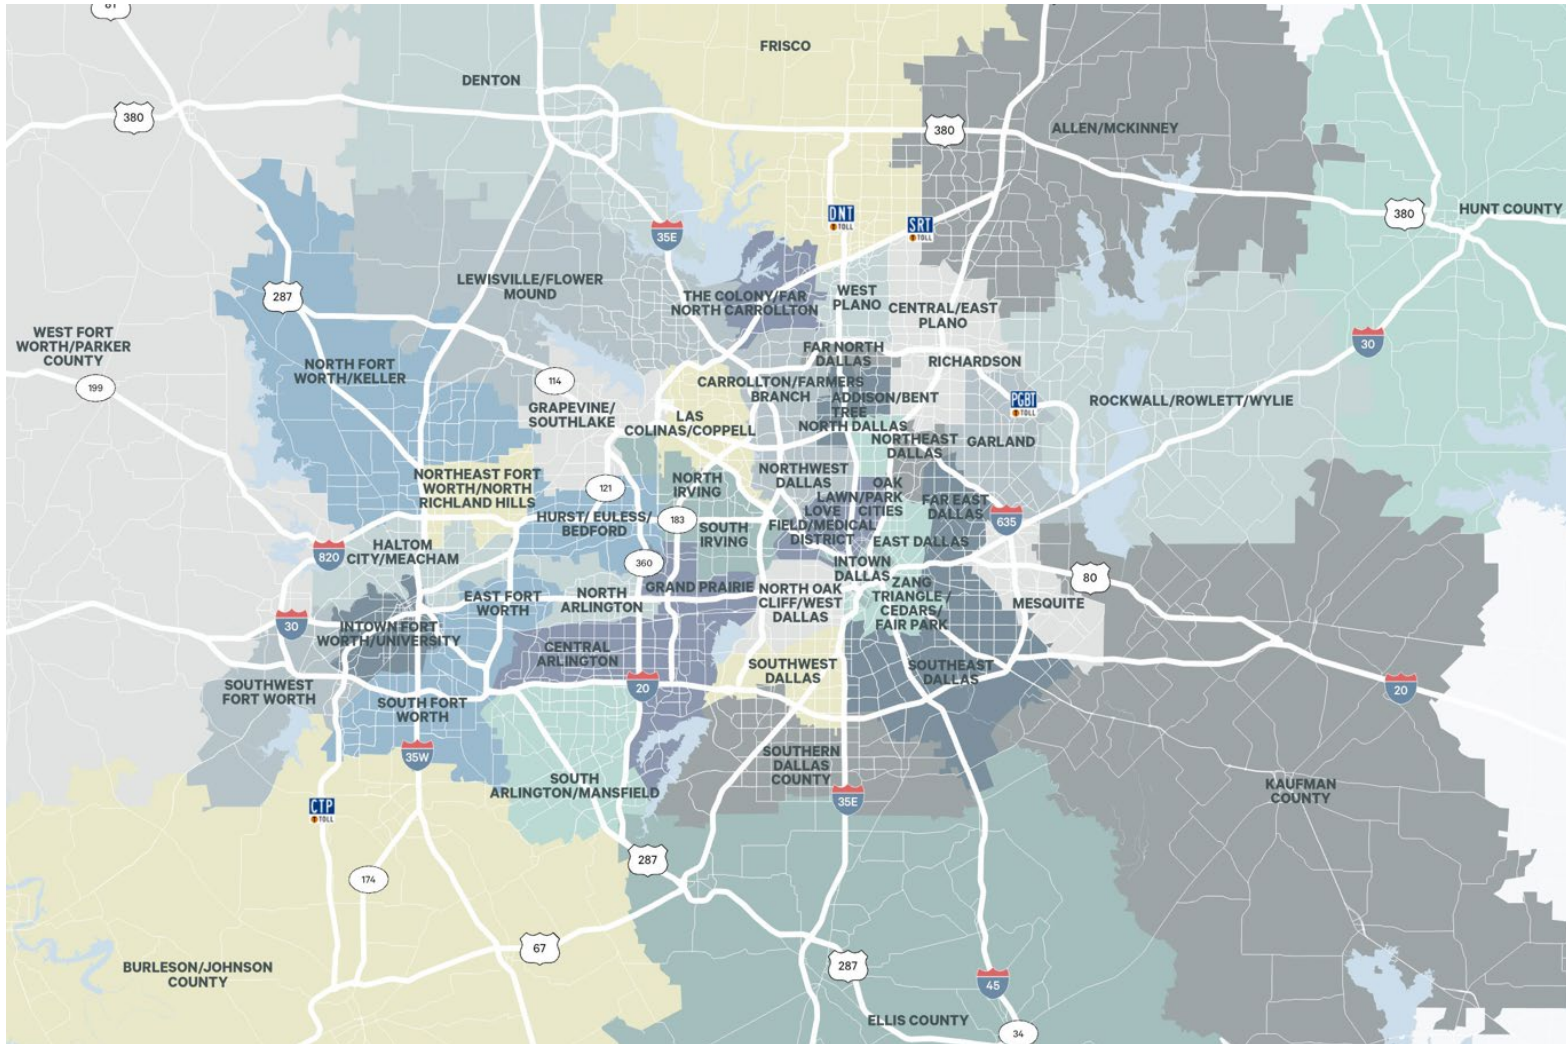 81
FRISCO
DENTON
380
380
ALLEN/MCKINNEY
DNT
TOLL
SRT
TOLL
380
HUNT COUNTY
35E
287
LEWISVILLE/FLOWER
MOUND
THE COLONY/FAR
NORTH CARROLLTON
WEST
PLANO
CENTRAL/EAST
PLANO
WEST FORT
WORTH/PARKER
COUNTY
199
NORTH FORT
WORTH/KELLER
114
GRAPEVINE/
SOUTHLAKE
FAR NORTH
DALLAS
RICHARDSON
30
CARROLLTON/FARMERS
BRANCH
ADDISON/BENT
TREE
PGBT
TOLL
ROCKWALL/ROWLETT/WYLIE
LAS
COLINAS/COPPELL
NORTH DALLAS
NORTHEAST
DALLAS
GARLAND
NORTHEAST FORT
WORTH/NORTH
RICHLAND HILLS
121
NORTH
IRVING
NORTHWEST
DALLAS
OAK
LAWN/PARK
CITIES
LOVE
FIELD/MEDICAL
DISTRICT
FAR EAST
DALLAS
635
HURST/ EULESS/
BEDFORD
183
SOUTH
IRVING
EAST DALLAS
820
HALTOM
CITY/MEACHAM
360
INTOWN
DALLAS
80
GRAND PRAIRIE
EAST FORT
WORTH
NORTH
ARLINGTON
NORTH OAK
CLIFF/WEST
DALLAS
ZANG
TRIANGLE /
CEDARS/
FAIR PARK
MESQUITE
30
INTOWN FORT
WORTH/UNIVERSITY
CENTRAL
ARLINGTON
SOUTHWEST
DALLAS
SOUTHEAST
DALLAS
SOUTHWEST
FORT WORTH
20
20
SOUTH FORT
WORTH
35W
SOUTH
ARLINGTON/MANSFIELD
SOUTHERN
DALLAS
COUNTY
35E
KAUFMAN
COUNTY
CTP
TOLL
287
174
67
BURLESON/JOHNSON
COUNTY
287
45
ELLIS COUNTY
34